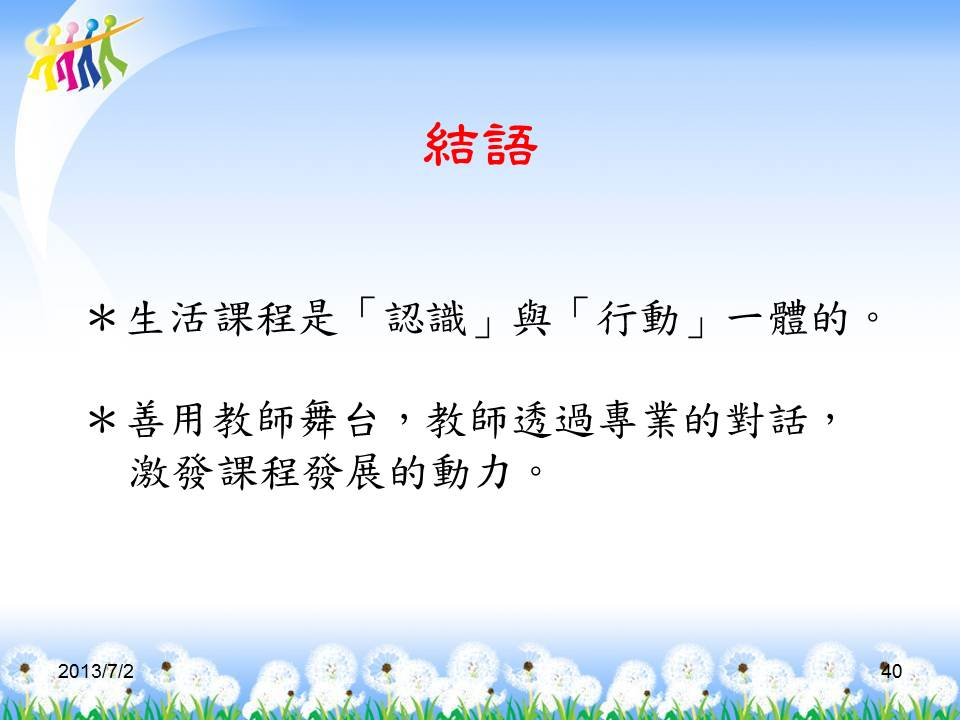 結語
＊生活課程是「認識」與「行動」一體的。
＊善用教師舞台，教師透過專業的對話，
激發課程發展的動力。
2013/7/2
40